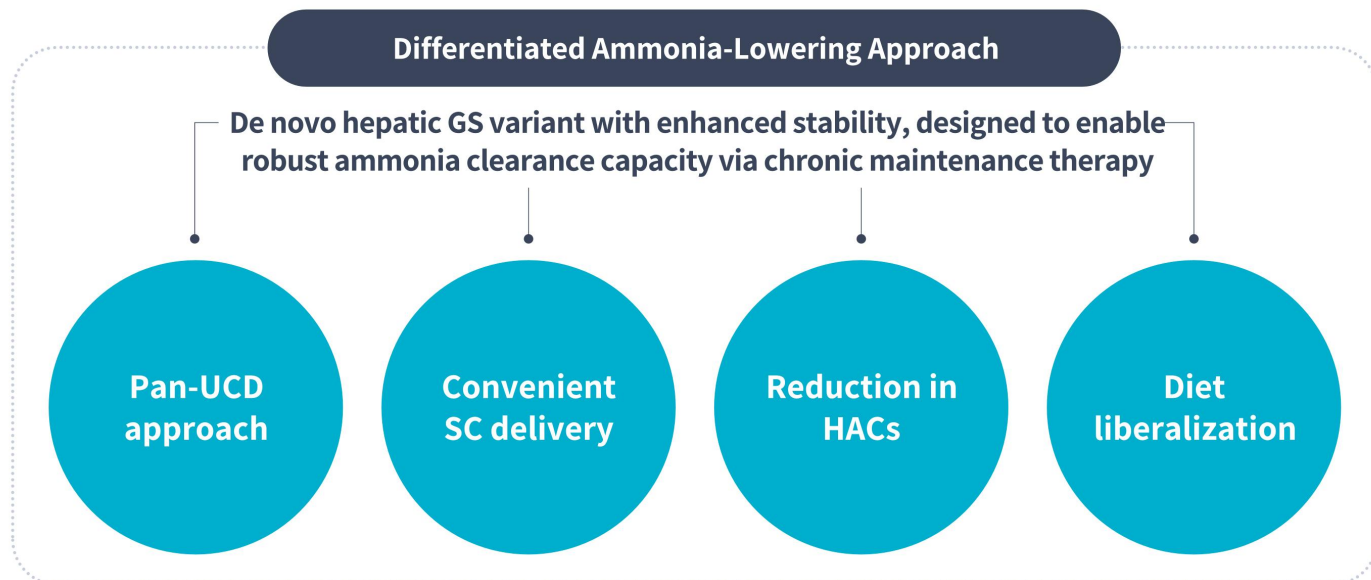 Differentiated Ammonia-Lowering Approach
De novo hepatic GS variant with enhanced stability, designed to enable
robust ammonia clearance capacity via chronic maintenance therapy
Pan-UCD
approach
Convenient
SC delivery
Reduction in
HACs
Diet
liberalization